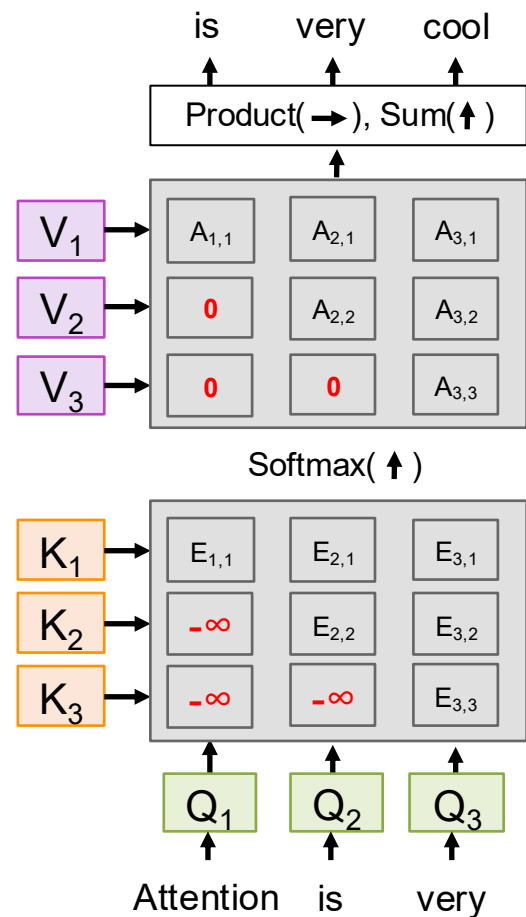 is very cool
Product(→), Sum(↑)
V₁ A₁,₁ A₂,₁ A₃,₁
V₂ 0 A₂,₂ A₃,₂
V₃ 0 0 A₃,₃
Softmax(↑)
K₁ E₁,₁ E₂,₁ E₃,₁
K₂ -∞ E₂,₂ E₃,₂
K₃ -∞ -∞ E₃,₃
Q₁ Q₂ Q₃
Attention is very